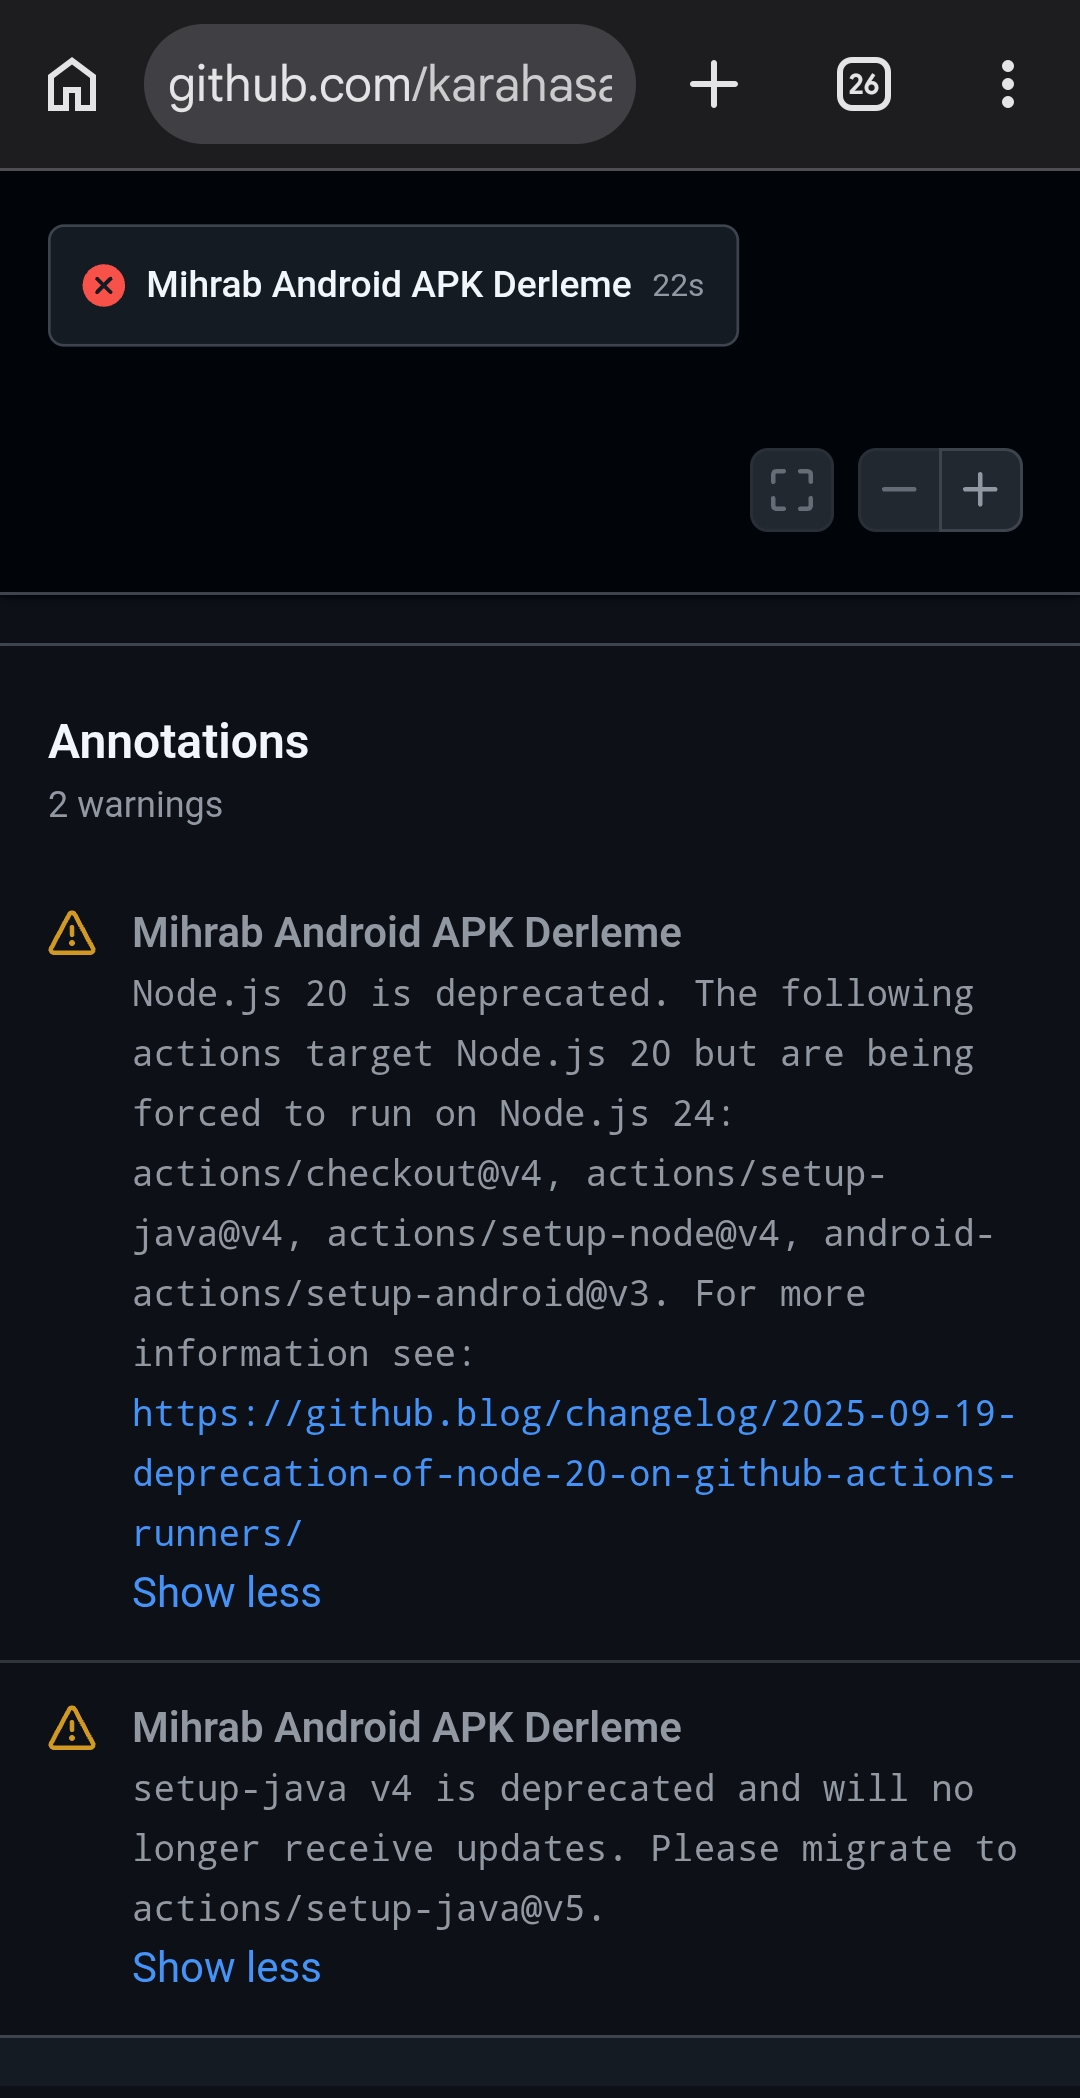 github.com/karahasa
26
Mihrab Android APK Derleme 22s
Annotations
2 warnings
Mihrab Android APK Derleme
Node.js 20 is deprecated. The following
actions target Node.js 20 but are being
forced to run on Node.js 24:
actions/checkout@v4, actions/setup-
java@v4, actions/setup-node@v4, android-
actions/setup-android@v3. For more
information see:
https://github.blog/changelog/2025-09-19-
deprecation-of-node-20-on-github-actions-
runners/
Show less
Mihrab Android APK Derleme
setup-java v4 is deprecated and will no
longer receive updates. Please migrate to
actions/setup-java@v5.
Show less